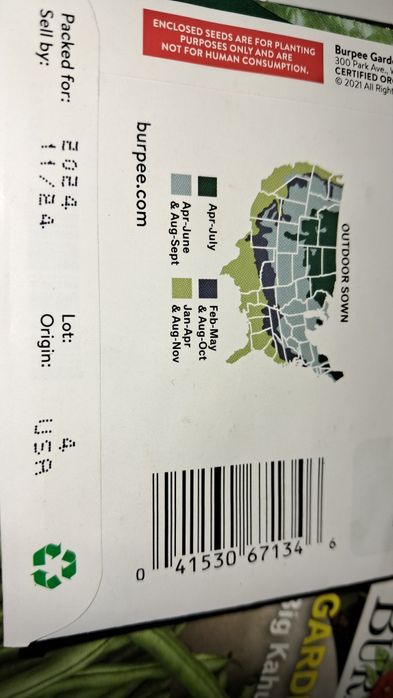 ENCLOSED SEEDS ARE FOR PLANTING
PURPOSES ONLY AND ARE
NOT FOR HUMAN CONSUMPTION.
Burpee Gard
300 Park Ave.,
CERTIFIED OR
© 2021 All Right
OUTDOOR SOWN
Apr-July
Apr-June
& Aug-Sept
Feb-May
& Aug-Oct
Jan-Apr
& Aug-Nov
burpee.com
Packed for: 2024 Lot: 4
Sell by: 11/24 Origin: USA
0 41530 67134 6
BUR
GARD
Big Kah